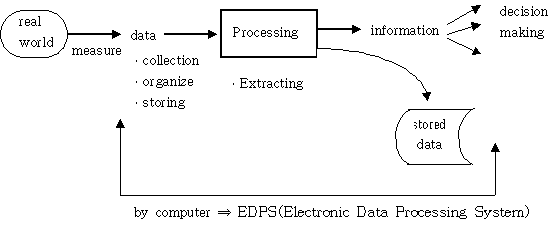 real
world
measure
data
· collection
· organize
· storing
Processing
· Extracting
information
decision
making
stored
data
by computer ⇒ EDPS(Electronic Data Processing System)